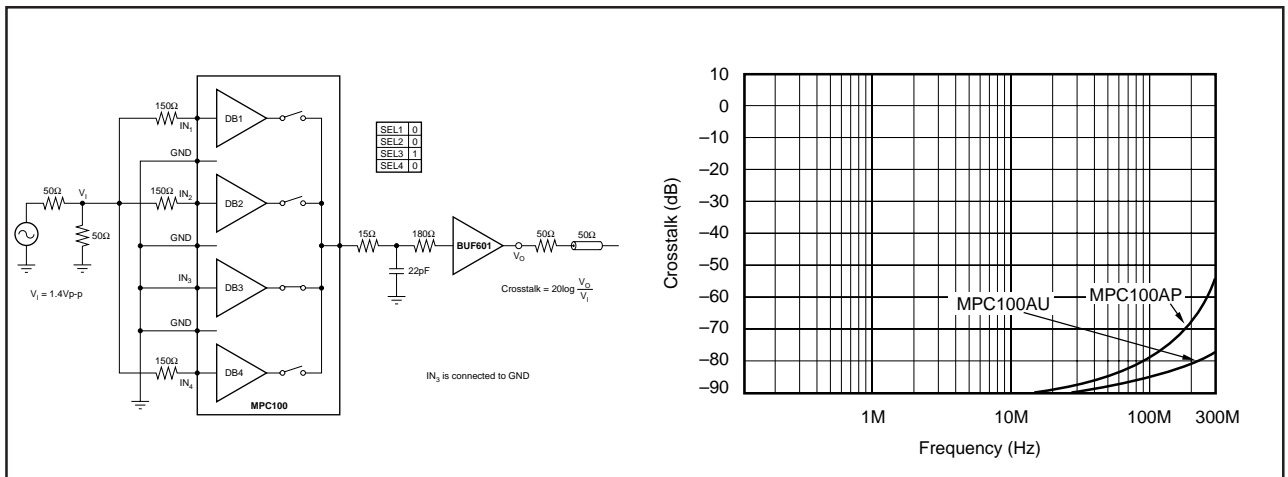 150Ω
IN1
DB1
GND
SEL1 0
SEL2 0
SEL3 1
SEL4 0
50Ω
VI
150Ω
IN2
DB2
50Ω
GND
15Ω
180Ω
BUF601
VO
50Ω
50Ω
22pF
VI = 1.4Vp-p
IN3
DB3
Crosstalk = 20log VO
VI
GND
150Ω
IN4
DB4
IN3 is connected to GND
MPC100
10
0
–10
–20
–30
–40
–50
–60
–70
–80
–90
Crosstalk (dB)
MPC100AP
MPC100AU
1M 10M 100M 300M
Frequency (Hz)